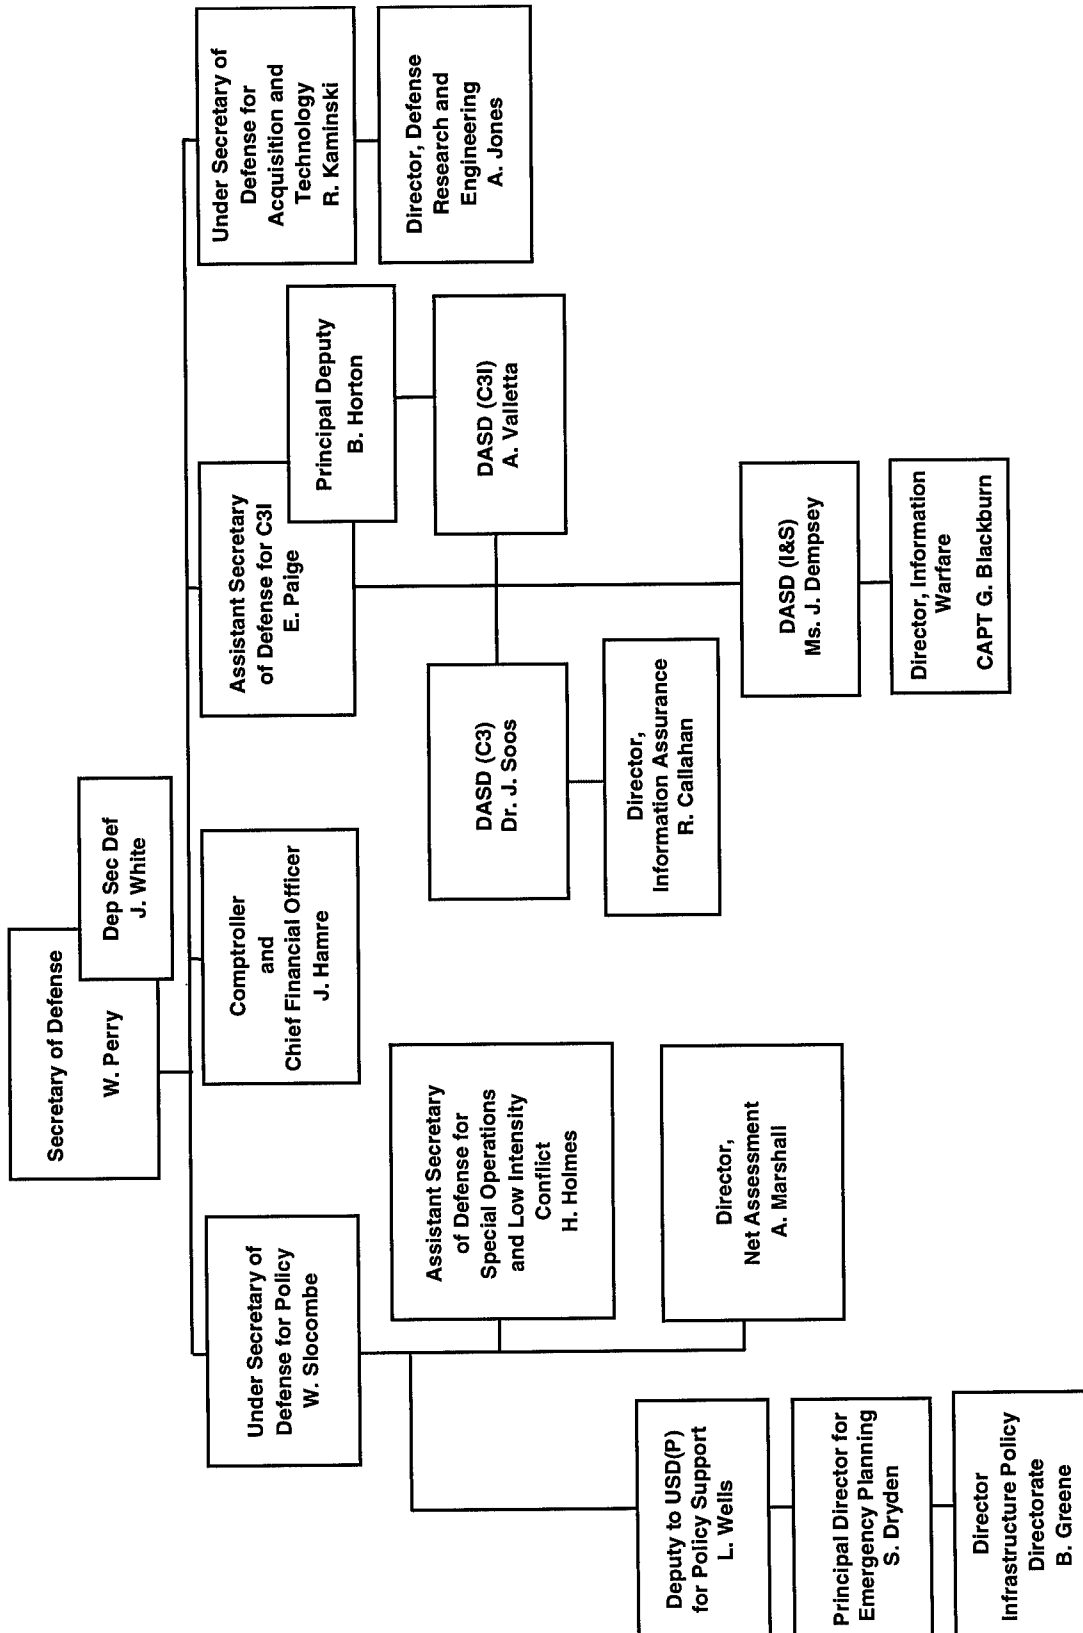 Secretary of Defense
W. Perry
Dep Sec Def
J. White
Under Secretary of
Defense for Policy
W. Slocombe
Comptroller
and
Chief Financial Officer
J. Hamre
Assistant Secretary
of Defense for C3I
E. Paige
Principal Deputy
B. Horton
Under Secretary of
Defense for
Acquisition and
Technology
R. Kaminski
Director, Defense
Research and
Engineering
A. Jones
Assistant Secretary
of Defense for
Special Operations
and Low Intensity
Conflict
H. Holmes
Director,
Net Assessment
A. Marshall
Deputy to USD(P)
for Policy Support
L. Wells
Principal Director for
Emergency Planning
S. Dryden
Director
Infrastructure Policy
Directorate
B. Greene
DASD (C3)
Dr. J. Soos
Director,
Information Assurance
R. Callahan
DASD (C3I)
A. Valletta
DASD (I&S)
Ms. J. Dempsey
Director, Information
Warfare
CAPT G. Blackburn